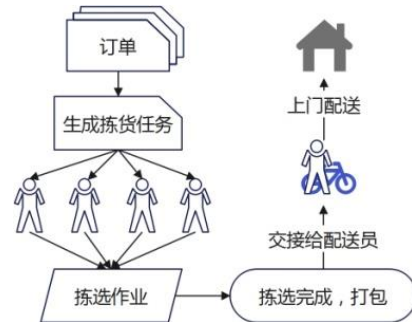 订单
生成拣货任务
拣选作业
拣选完成，打包
交接给配送员
上门配送